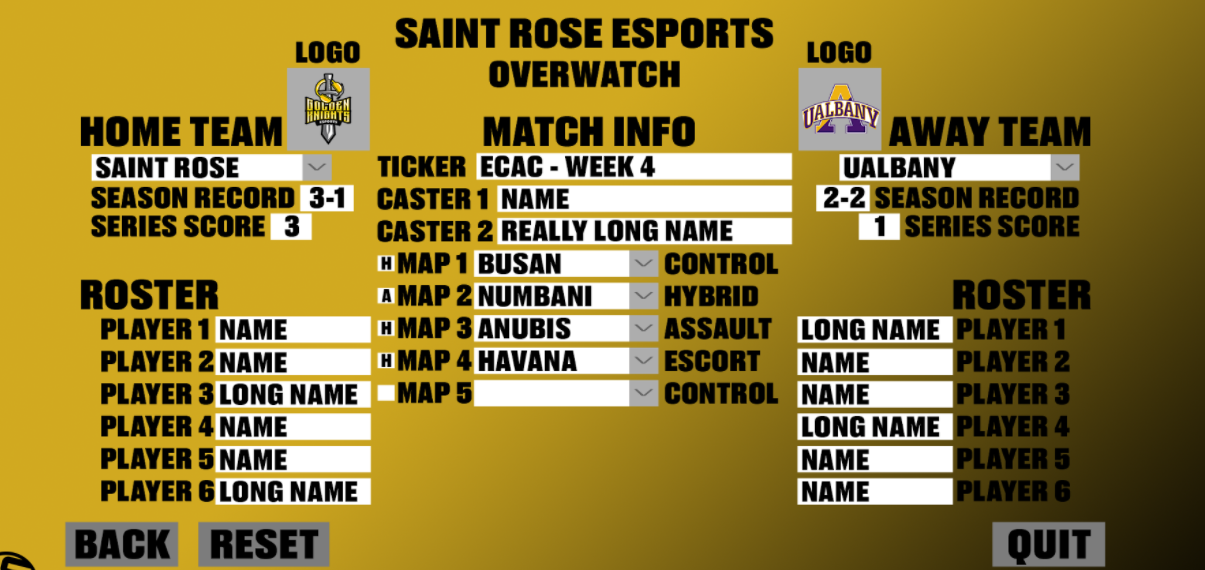 SAINT ROSE ESPORTS
OVERWATCH
LOGO
GOLDEN
KNIGHTS
HOME TEAM
SAINT ROSE
SEASON RECORD 3-1
SERIES SCORE 3
ROSTER
PLAYER 1 NAME
PLAYER 2 NAME
PLAYER 3 LONG NAME
PLAYER 4 NAME
PLAYER 5 NAME
PLAYER 6 LONG NAME
MATCH INFO
TICKER ECAC - WEEK 4
CASTER 1 NAME
CASTER 2 REALLY LONG NAME
H MAP 1 BUSAN CONTROL
A MAP 2 NUMBANI HYBRID
H MAP 3 ANUBIS ASSAULT
H MAP 4 HAVANA ESCORT
MAP 5 CONTROL
LOGO
UALBANY
AWAY TEAM
UALBANY
2-2 SEASON RECORD
1 SERIES SCORE
ROSTER
LONG NAME PLAYER 1
NAME PLAYER 2
NAME PLAYER 3
LONG NAME PLAYER 4
NAME PLAYER 5
NAME PLAYER 6
BACK
RESET
QUIT